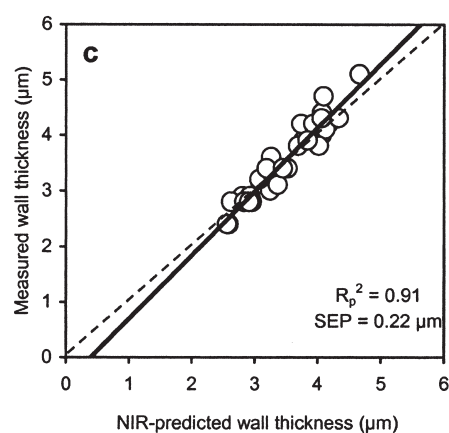 c
Measured wall thickness (µm)
6
5
4
3
2
1
0
R_p² = 0.91
SEP = 0.22 µm
0 1 2 3 4 5 6
NIR-predicted wall thickness (µm)